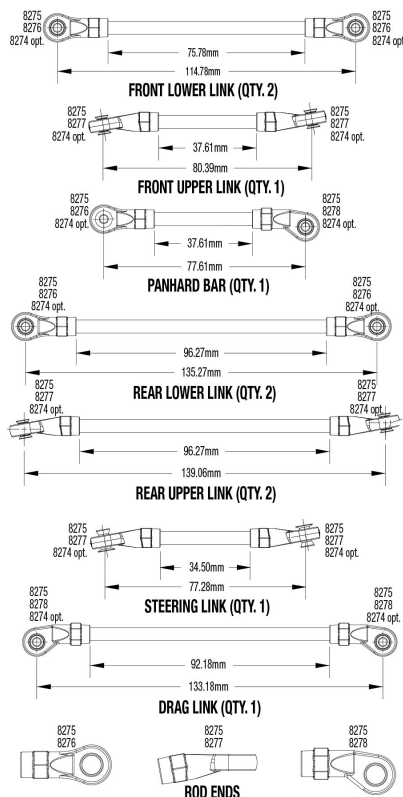 8275 8275
8276 8276
8274 opt. 8274 opt.
75.78mm
114.78mm
FRONT LOWER LINK (QTY. 2)
8275 8275
8277 8277
8274 opt. 8274 opt.
37.61mm
80.39mm
FRONT UPPER LINK (QTY. 1)
8275 8275
8276 8278
8274 opt. 8274 opt.
37.61mm
77.61mm
PANHARD BAR (QTY. 1)
8275 8275
8276 8276
8274 opt. 8274 opt.
96.27mm
135.27mm
REAR LOWER LINK (QTY. 2)
8275 8275
8277 8277
8274 opt. 8274 opt.
96.27mm
139.06mm
REAR UPPER LINK (QTY. 2)
8275 8275
8277 8277
8274 opt. 8274 opt.
34.50mm
77.28mm
STEERING LINK (QTY. 1)
8275 8275
8278 8278
8274 opt. 8274 opt.
92.18mm
133.18mm
DRAG LINK (QTY. 1)
8275 8275 8275
8276 8277 8278
ROD ENDS